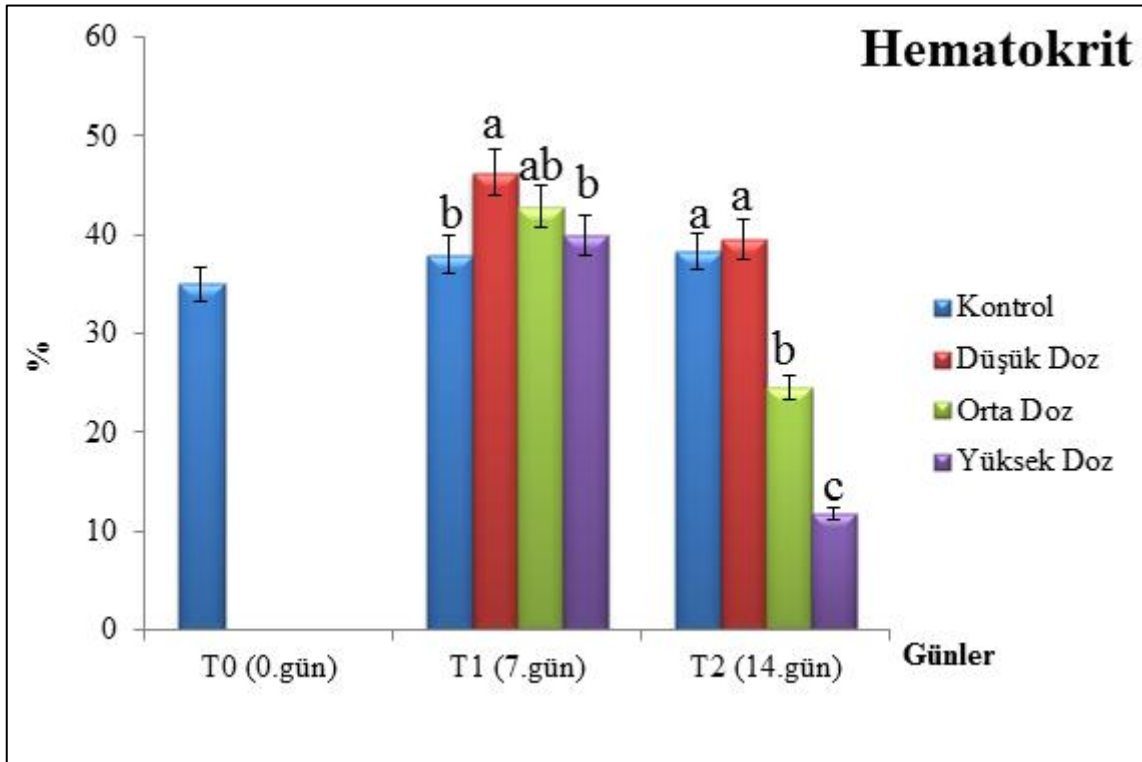 Hematokrit
%
60
50
40
30
20
10
0
b
a
ab
b
a
a
b
c
T0 (0.gün)
T1 (7.gün)
T2 (14.gün)
Günler
Kontrol
Düşük Doz
Orta Doz
Yüksek Doz